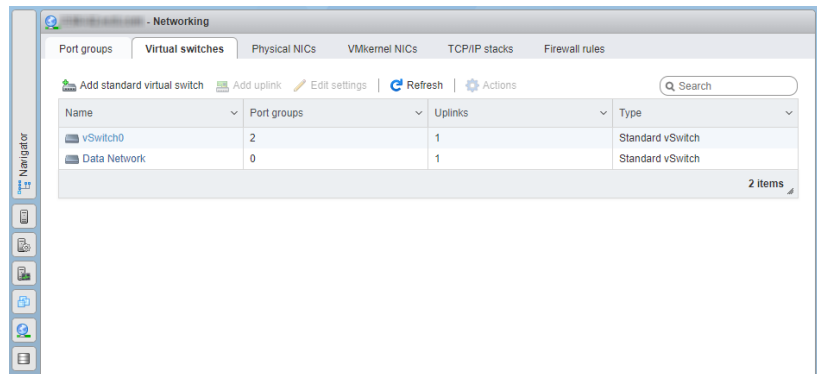 - Networking
Port groups Virtual switches Physical NICs VMkernel NICs TCP/IP stacks Firewall rules
Add standard virtual switch Add uplink Edit settings Refresh Actions Search
Name Port groups Uplinks Type
vSwitch0 2 1 Standard vSwitch
Data Network 0 1 Standard vSwitch
2 items
Navigator